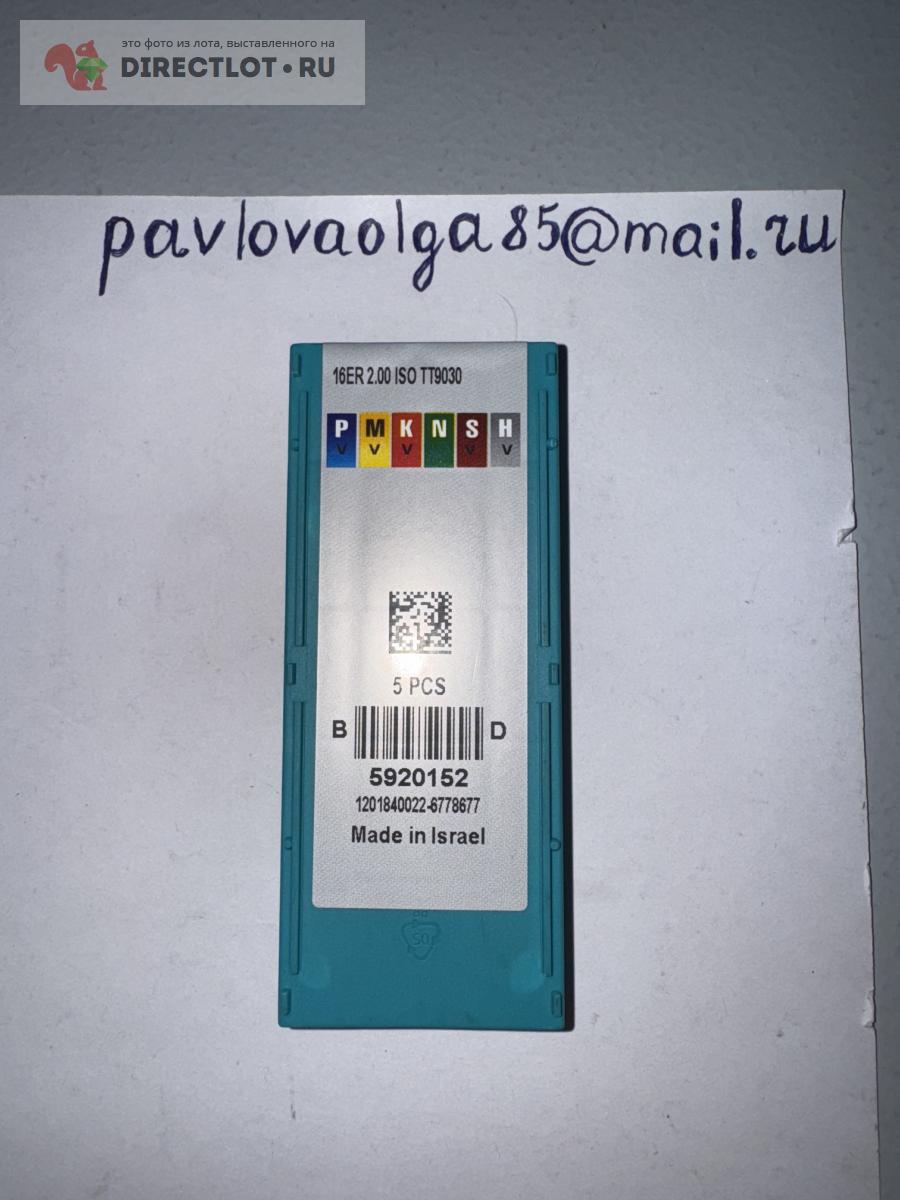 это фото из лота, выставленного на
DIRECTLOT•RU
pavlovaolga85@mail.ru
16ER 2.00 ISO TT9030
P M K N S H
V V V V V
5 PCS
B D
5920152
1201840022-6778677
Made in Israel